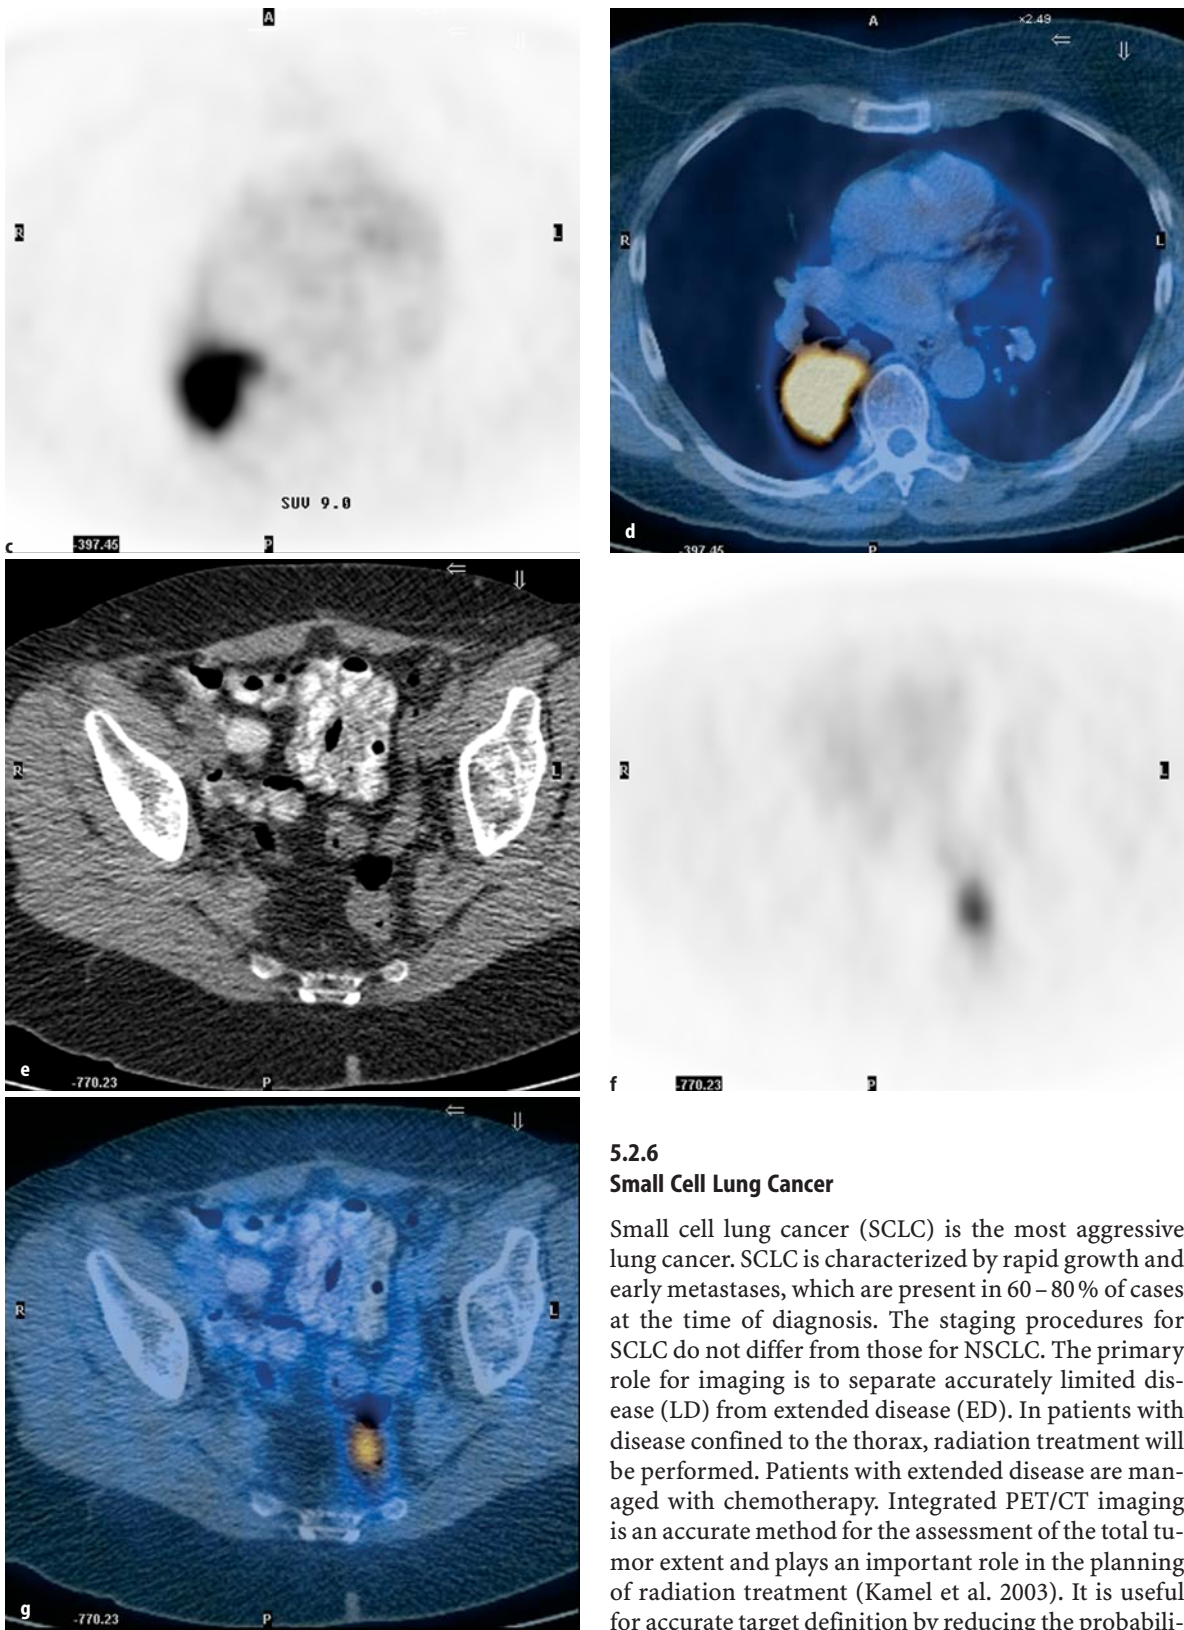 A
R
L
SUV 9.0
c
-397.45
P
A
×2.49
⇐
⇓
R
L
d
-397.45
P
⇐
⇓
R
L
e
-770.23
P
R
L
f
-770.23
P
⇐
⇓
R
L
g
-770.23
P
5.2.6
Small Cell Lung Cancer
Small cell lung cancer (SCLC) is the most aggressive
lung cancer. SCLC is characterized by rapid growth and
early metastases, which are present in 60 – 80 % of cases
at the time of diagnosis. The staging procedures for
SCLC do not differ from those for NSCLC. The primary
role for imaging is to separate accurately limited dis-
ease (LD) from extended disease (ED). In patients with
disease confined to the thorax, radiation treatment will
be performed. Patients with extended disease are man-
aged with chemotherapy. Integrated PET/CT imaging
is an accurate method for the assessment of the total tu-
mor extent and plays an important role in the planning
of radiation treatment (Kamel et al. 2003). It is useful
for accurate target definition by reducing the probabili-